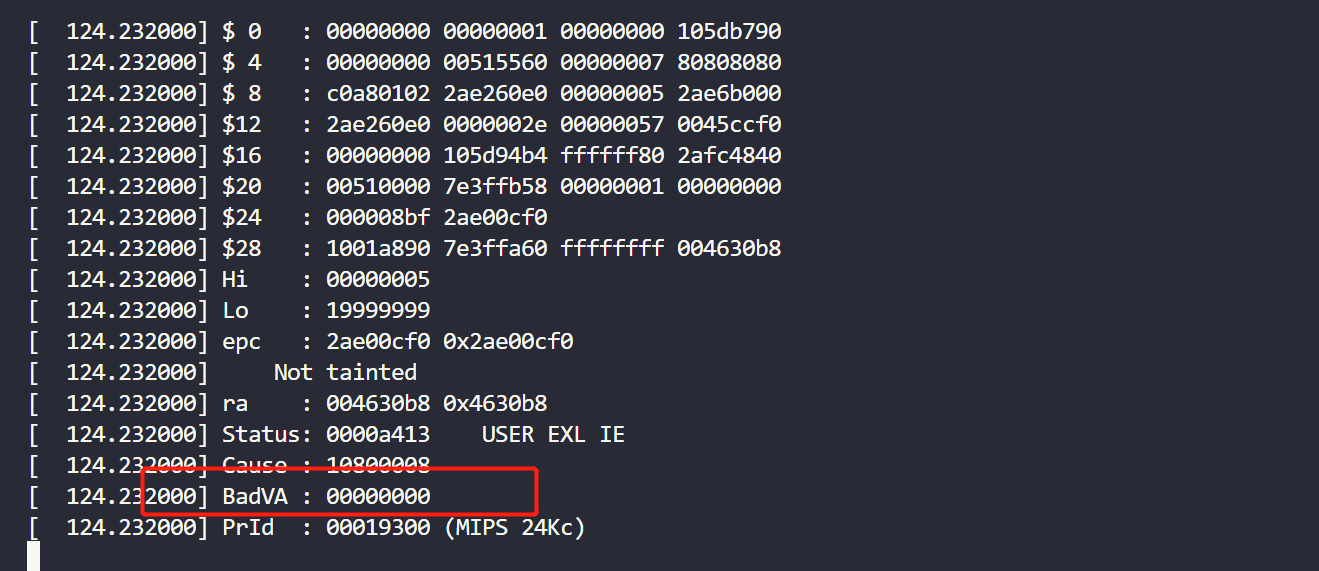 [  124.232000] $ 0   : 00000000 00000001 00000000 105db790
[  124.232000] $ 4   : 00000000 00515560 00000007 80808080
[  124.232000] $ 8   : c0a80102 2ae260e0 00000005 2ae6b000
[  124.232000] $12   : 2ae260e0 0000002e 00000057 0045ccf0
[  124.232000] $16   : 00000000 105d94b4 ffffff80 2afc4840
[  124.232000] $20   : 00510000 7e3ffb58 00000001 00000000
[  124.232000] $24   : 000008bf 2ae00cf0
[  124.232000] $28   : 1001a890 7e3ffa60 ffffffff 004630b8
[  124.232000] Hi    : 00000005
[  124.232000] Lo    : 19999999
[  124.232000] epc   : 2ae00cf0 0x2ae00cf0
[  124.232000]     Not tainted
[  124.232000] ra    : 004630b8 0x4630b8
[  124.232000] Status: 0000a413    USER EXL IE
[  124.232000] Cause : 10800008
[  124.232000] BadVA : 00000000
[  124.232000] PrId  : 00019300 (MIPS 24Kc)